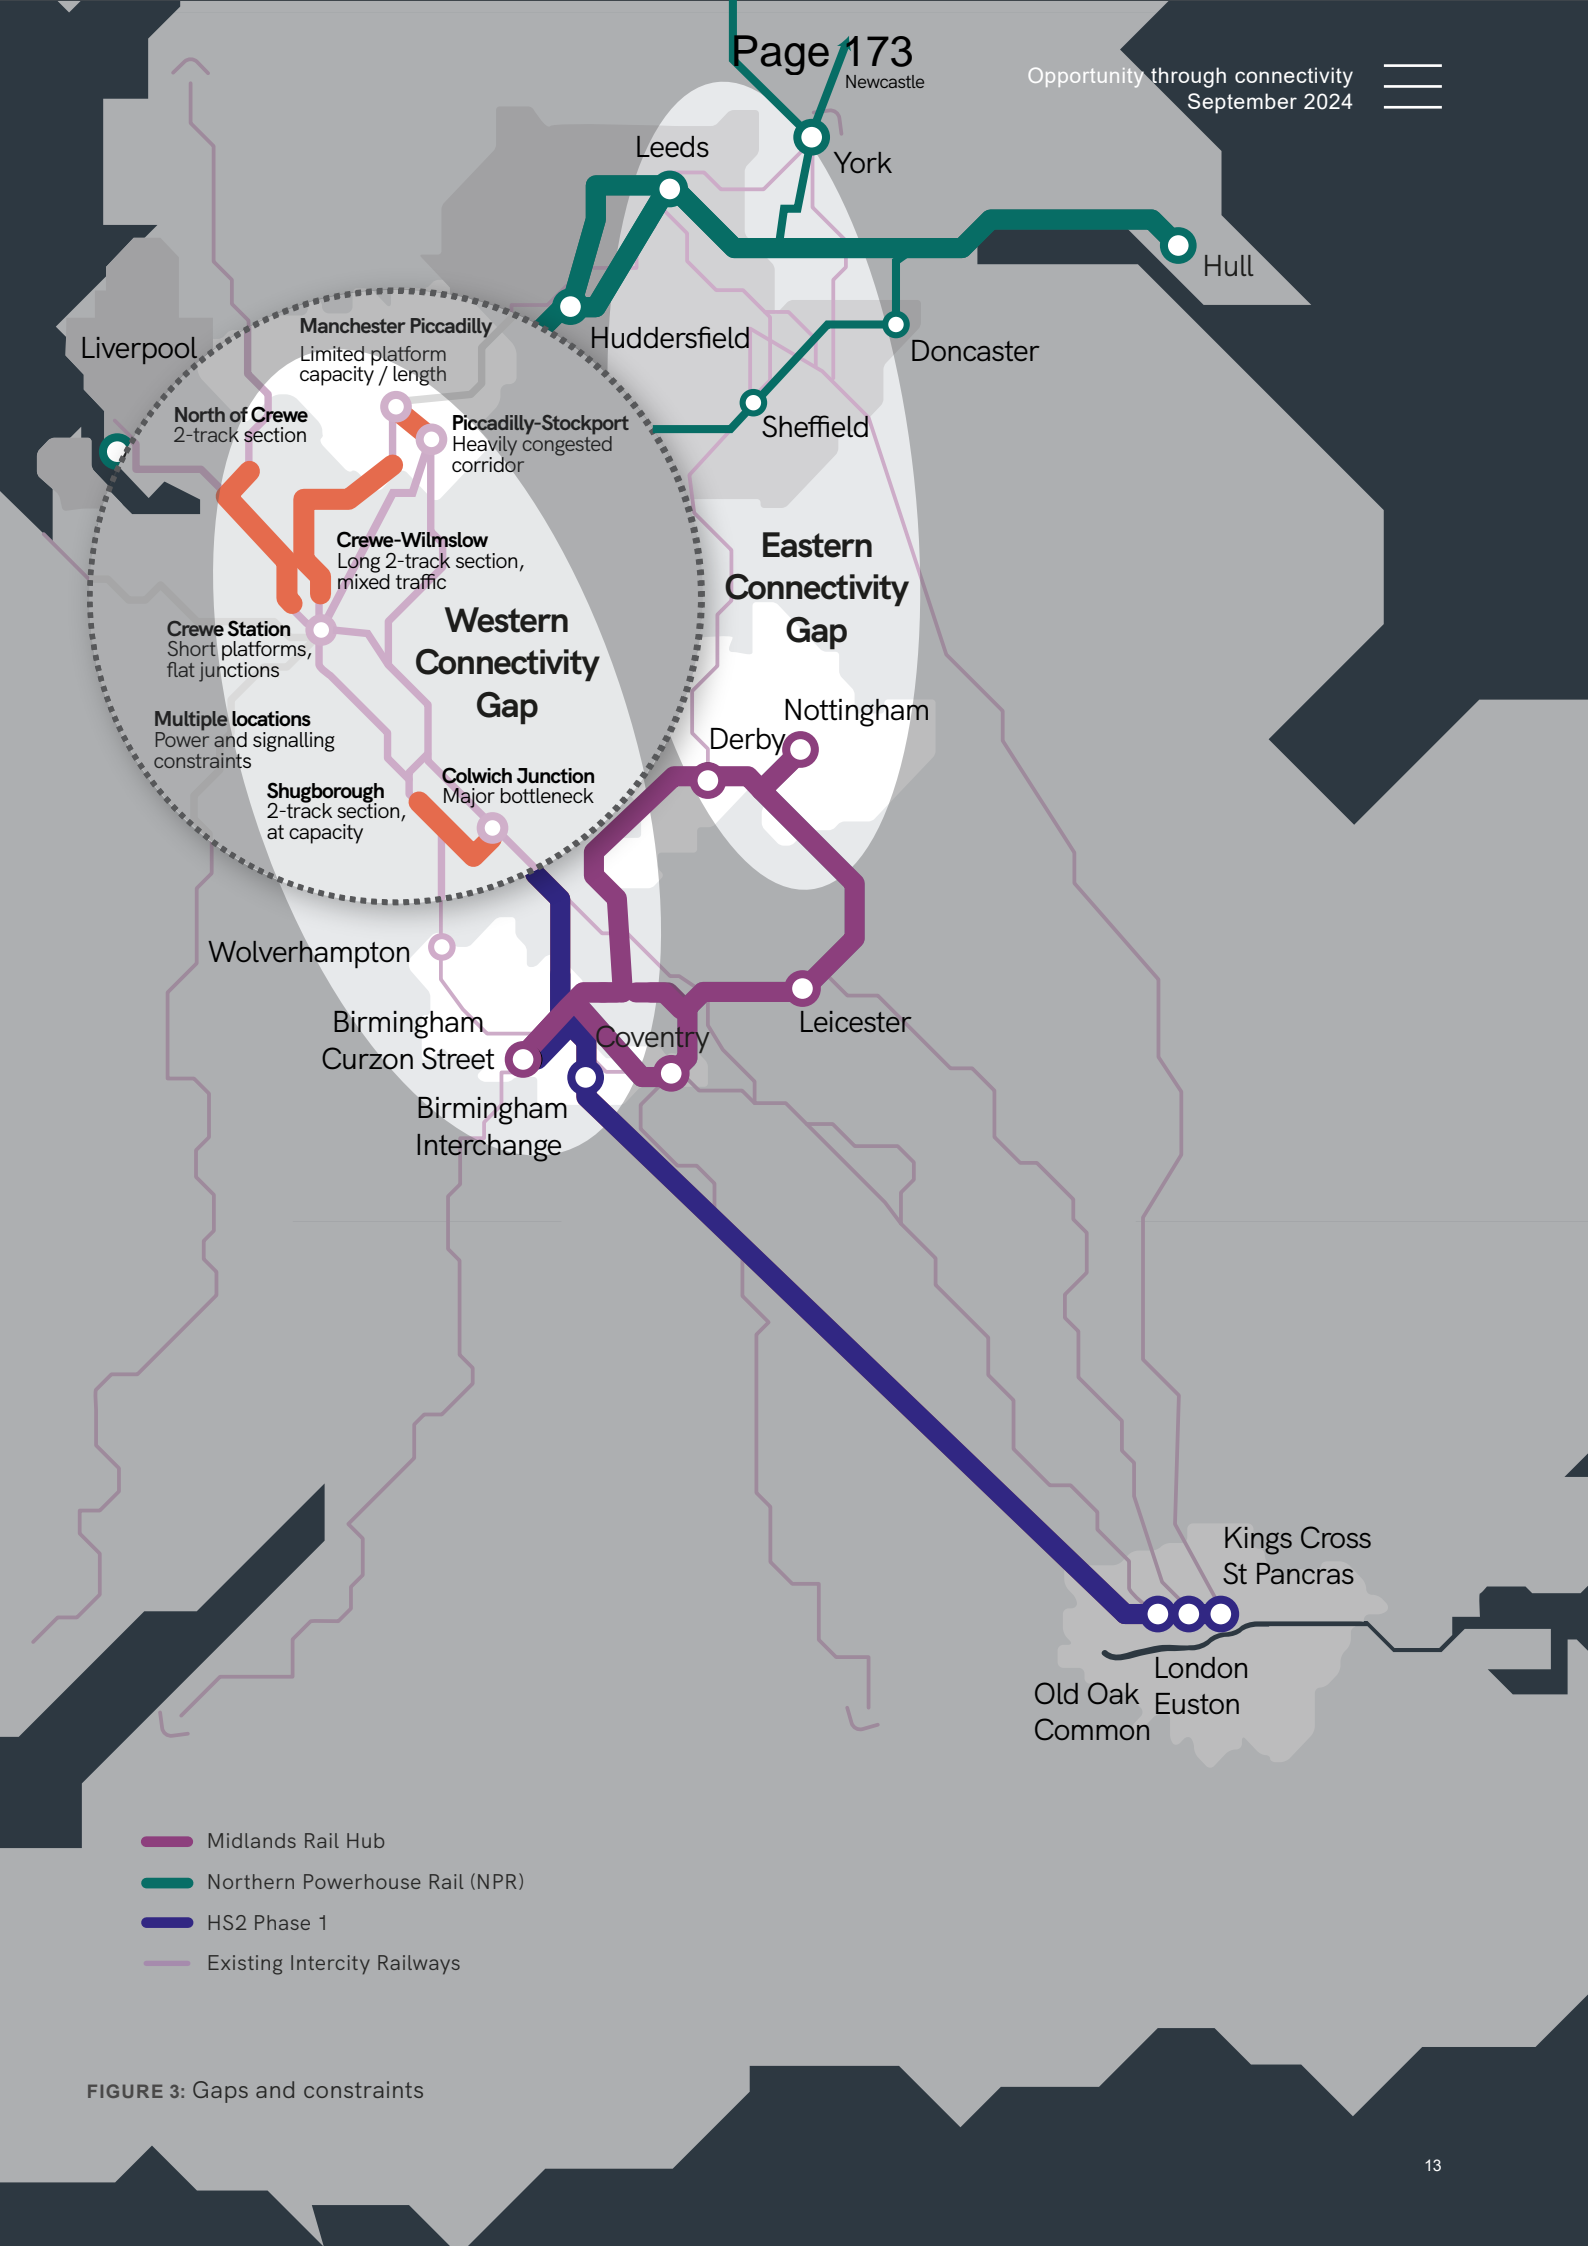 Page 173
Newcastle
Opportunity through connectivity
September 2024
Leeds
York
Hull
Huddersfield
Doncaster
Sheffield
Liverpool
Manchester Piccadilly
Limited platform
capacity / length
North of Crewe
2-track section
Piccadilly-Stockport
Heavily congested
corridor
Crewe-Wilmslow
Long 2-track section,
mixed traffic
Crewe Station
Short platforms,
flat junctions
Western
Connectivity
Gap
Eastern
Connectivity
Gap
Multiple locations
Power and signalling
constraints
Shugborough
2-track section,
at capacity
Colwich Junction
Major bottleneck
Nottingham
Derby
Wolverhampton
Birmingham
Curzon Street
Coventry
Leicester
Birmingham
Interchange
Kings Cross
St Pancras
London
Euston
Old Oak
Common
Midlands Rail Hub
Northern Powerhouse Rail (NPR)
HS2 Phase 1
Existing Intercity Railways
FIGURE 3: Gaps and constraints
13